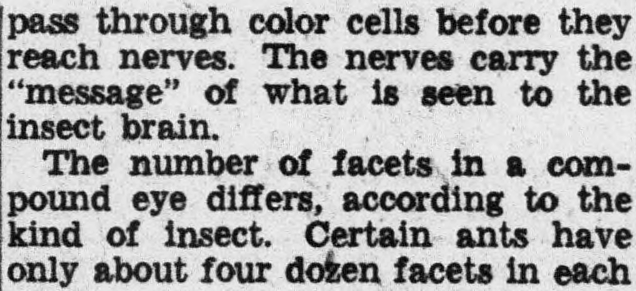 pass through color cells before they
reach nerves. The nerves carry the
"message" of what is seen to the
insect brain.
The number of facets in a com-
pound eye differs, according to the
kind of insect. Certain ants have
only about four dozen facets in each